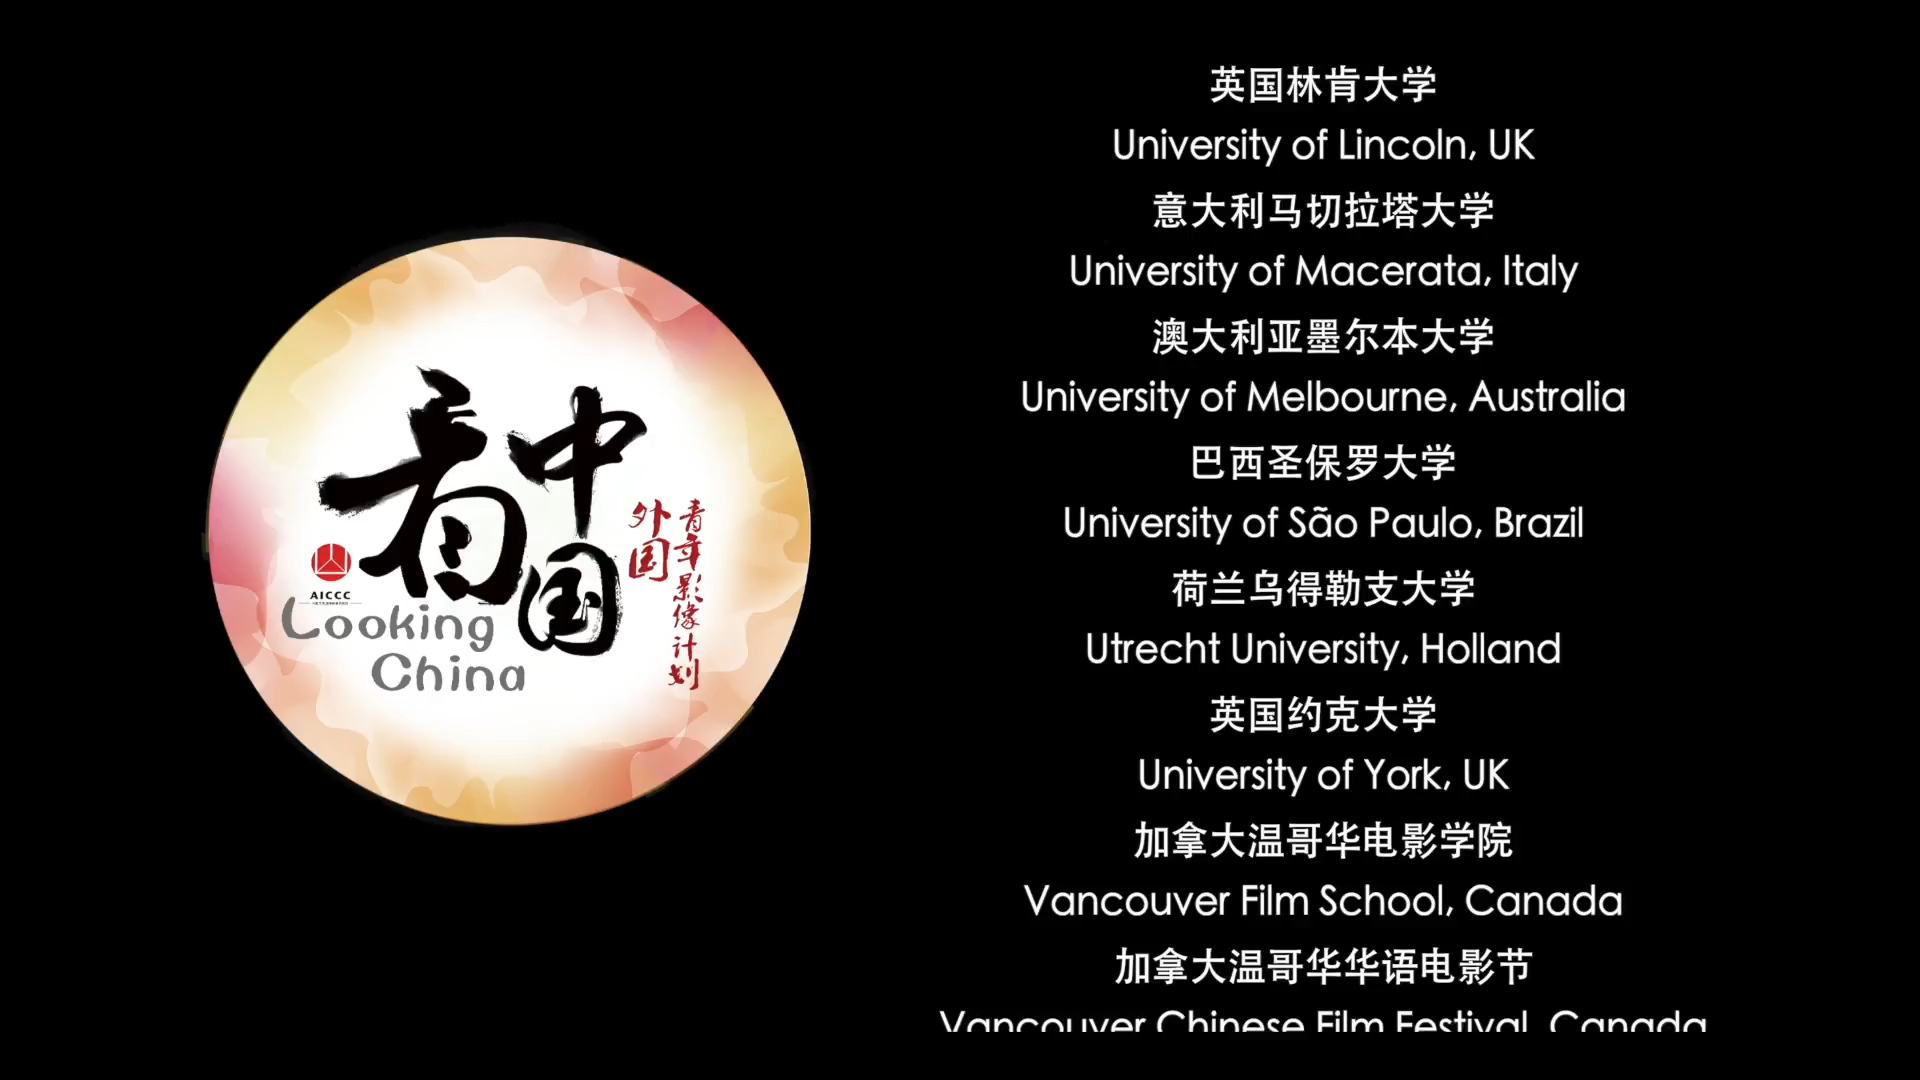 看中国
外国
青年影像计划
AICCC
Looking
China
英国林肯大学
University of Lincoln, UK
意大利马切拉塔大学
University of Macerata, Italy
澳大利亚墨尔本大学
University of Melbourne, Australia
巴西圣保罗大学
University of São Paulo, Brazil
荷兰乌得勒支大学
Utrecht University, Holland
英国约克大学
University of York, UK
加拿大温哥华电影学院
Vancouver Film School, Canada
加拿大温哥华华语电影节
Vancouver Chinese Film Festival, Canada